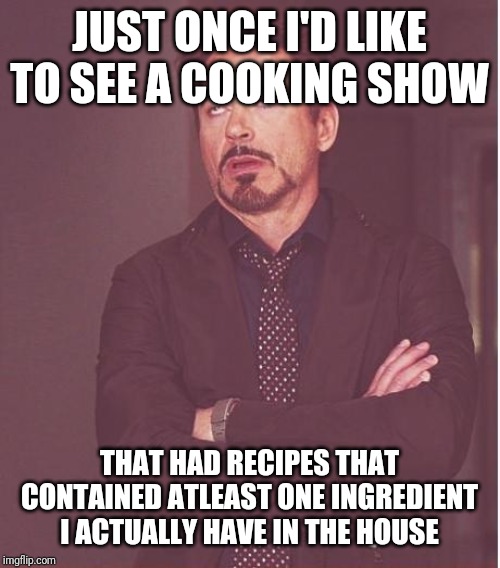 JUST ONCE I'D LIKE
TO SEE A COOKING SHOW
THAT HAD RECIPES THAT
CONTAINED ATLEAST ONE INGREDIENT
I ACTUALLY HAVE IN THE HOUSE
imgflip.com